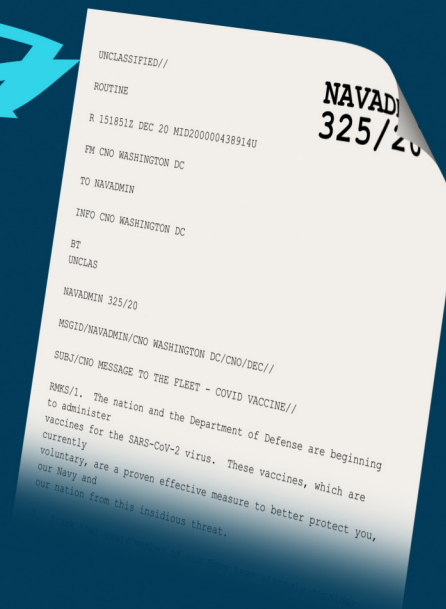 NAVAD
325/20
UNCLASSIFIED//
ROUTINE
R 151851Z DEC 20 MID200000438914U
FM CNO WASHINGTON DC
TO NAVADMIN
INFO CNO WASHINGTON DC
BT
UNCLAS
NAVADMIN 325/20
MSGID/NAVADMIN/CNO WASHINGTON DC/CNO/DEC//
SUBJ/CNO MESSAGE TO THE FLEET - COVID VACCINE//
RMKS/1. The nation and the Department of Defense are beginning
to administer
vaccines for the SARS-CoV-2 virus. These vaccines, which are
currently
voluntary, are a proven effective measure to better protect you,
our Navy and
our nation from this insidious threat.